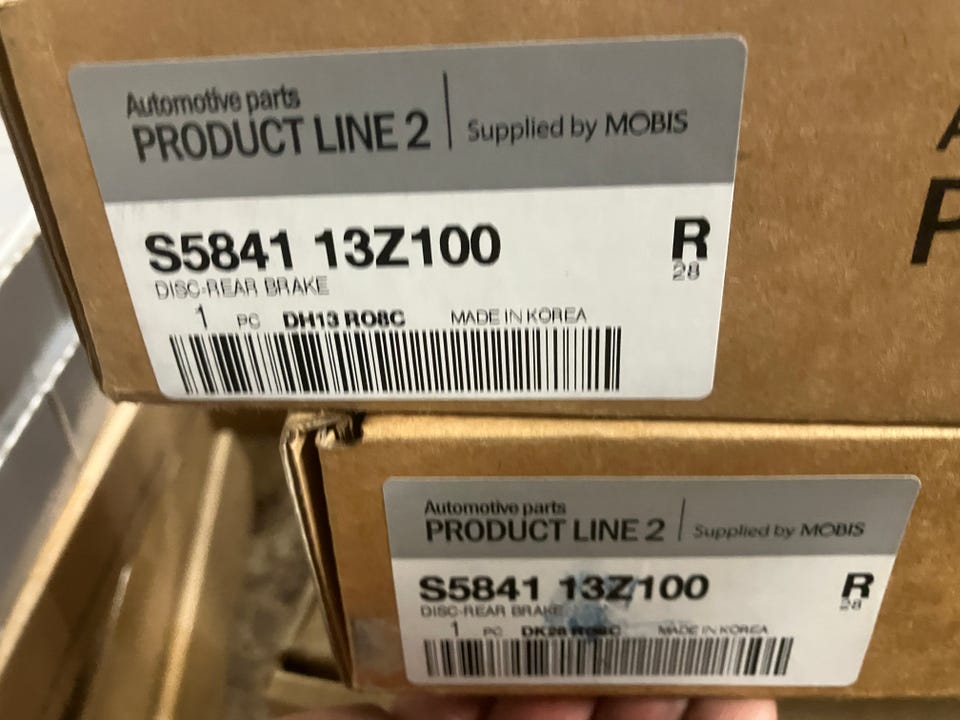 Automotive parts
PRODUCT LINE 2
Supplied by MOBIS
S5841 13Z100
R
28
DISC-REAR BRAKE
1 PC DH13 RO8C MADE IN KOREA
P
Automotive parts
PRODUCT LINE 2
Supplied by MOBIS
S5841 13Z100
R
28
DISC-REAR BRAKE
1 PC DK28 RO8C MADE IN KOREA